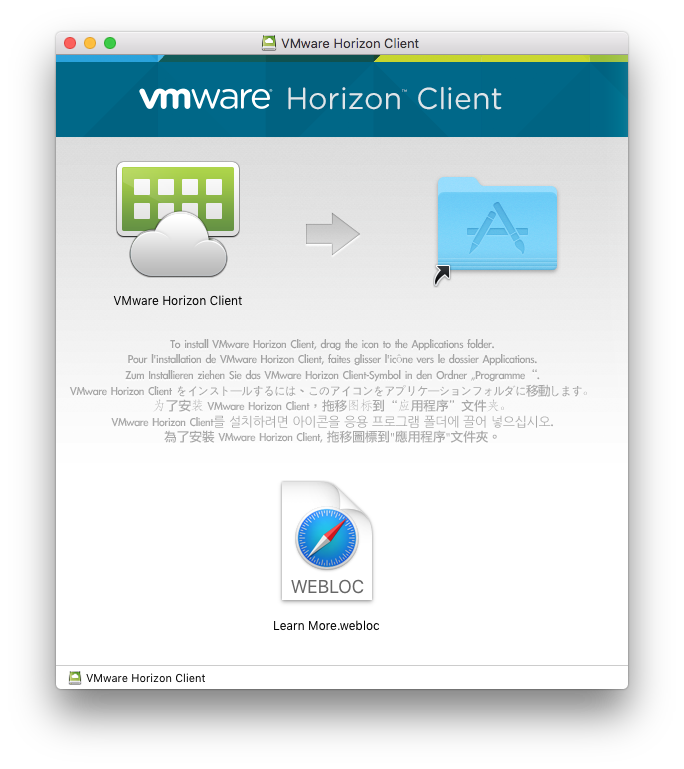 VMware Horizon Client
vmware Horizon™ Client
VMware Horizon Client
To install VMware Horizon Client, drag the icon to the Applications folder.
Pour l'installation de VMware Horizon Client, faites glisser l'icône vers le dossier Applications.
Zum Installieren ziehen Sie das VMware Horizon Client-Symbol in den Ordner „Programme “.
VMware Horizon Client をインストールするには、このアイコンをアプリケーションフォルダに移動します。
为了安装 VMware Horizon Client，拖移图标到“应用程序”文件夹。
VMware Horizon Client를 설치하려면 아이콘을 응용 프로그램 폴더에 끌어 넣으십시오.
為了安裝 VMware Horizon Client, 拖移圖標到"應用程序"文件夾。
WEBLOC
Learn More.webloc
VMware Horizon Client